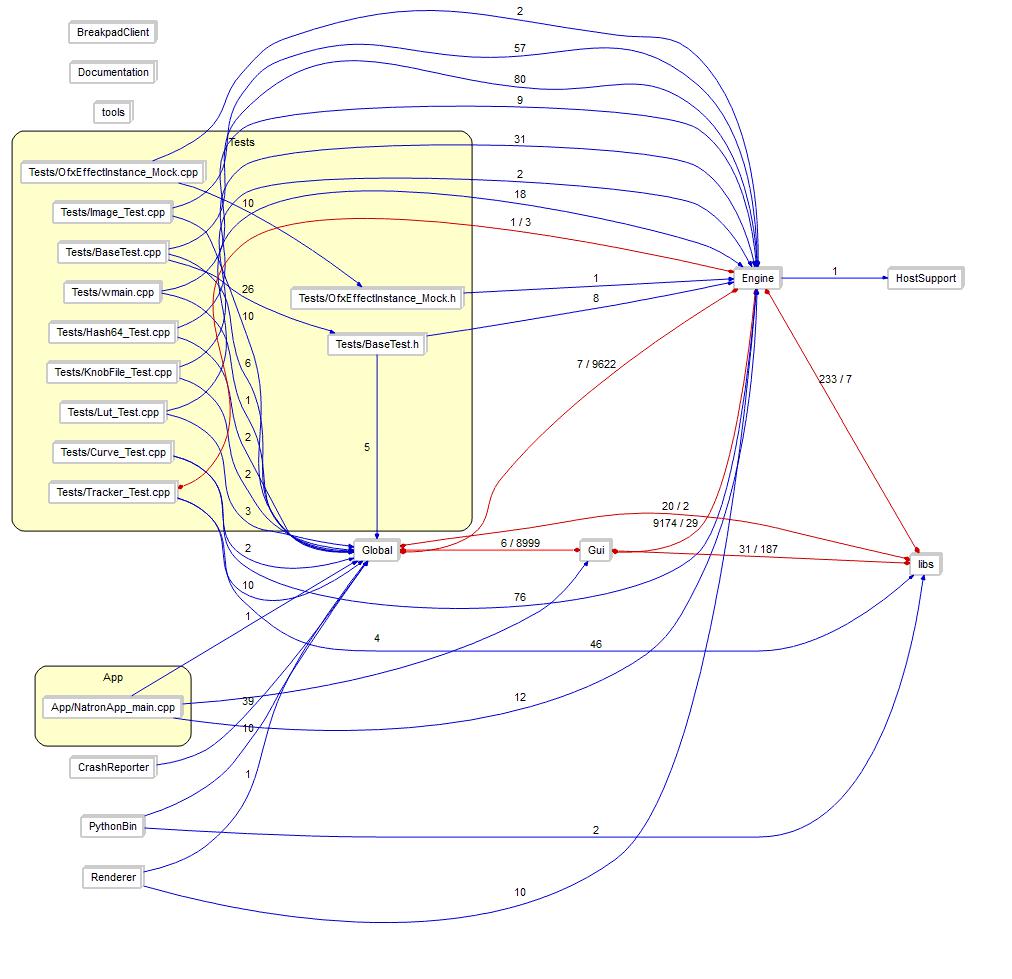 2
BreakpadClient
57
Documentation
80
9
tools
31
Tests
Tests/OfxEffectInstance_Mock.cpp
2
18
10
Tests/Image_Test.cpp
1 / 3
Tests/BaseTest.cpp
Engine
1
HostSupport
1
26
Tests/wmain.cpp
Tests/OfxEffectInstance_Mock.h
8
10
Tests/Hash64_Test.cpp
Tests/BaseTest.h
6
7 / 9622
Tests/KnobFile_Test.cpp
233 / 7
1
Tests/Lut_Test.cpp
2
5
Tests/Curve_Test.cpp
2
Tests/Tracker_Test.cpp
20 / 2
3
9174 / 29
2
Global
6 / 8999
Gui
31 / 187
libs
10
76
1
4
46
App
39
12
App/NatronApp_main.cpp
10
CrashReporter
1
PythonBin
2
Renderer
10